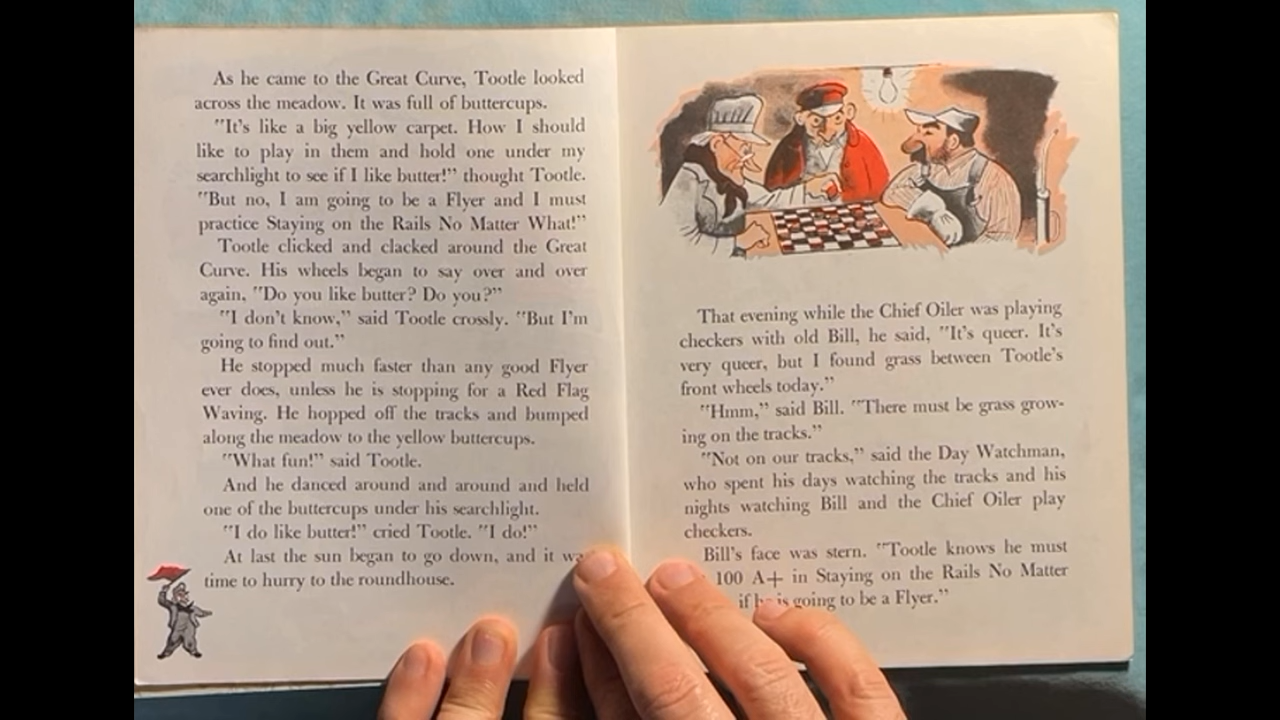 As he came to the Great Curve, Tootle looked
across the meadow. It was full of buttercups.
"It's like a big yellow carpet. How I should
like to play in them and hold one under my
searchlight to see if I like butter!" thought Tootle.
"But no, I am going to be a Flyer and I must
practice Staying on the Rails No Matter What!"
Tootle clicked and clacked around the Great
Curve. His wheels began to say over and over
again, "Do you like butter? Do you?"
"I don't know," said Tootle crossly. "But I'm
going to find out."
He stopped much faster than any good Flyer
ever does, unless he is stopping for a Red Flag
Waving. He hopped off the tracks and bumped
along the meadow to the yellow buttercups.
"What fun!" said Tootle.
And he danced around and around and held
one of the buttercups under his searchlight.
"I do like butter!" cried Tootle. "I do!"
At last the sun began to go down, and it
time to hurry to the roundhouse.
That evening while the Chief Oiler was playing
checkers with old Bill, he said, "It's queer. It's
very queer, but I found grass between Tootle's
front wheels today."
"Hmm," said Bill. "There must be grass grow-
ing on the tracks."
"Not on our tracks," said the Day Watchman,
who spent his days watching the tracks and his
nights watching Bill and the Chief Oiler play
checkers.
Bill's face was stern. "Tootle knows he must
100 A+ in Staying on the Rails No Matter
if he is going to be a Flyer."